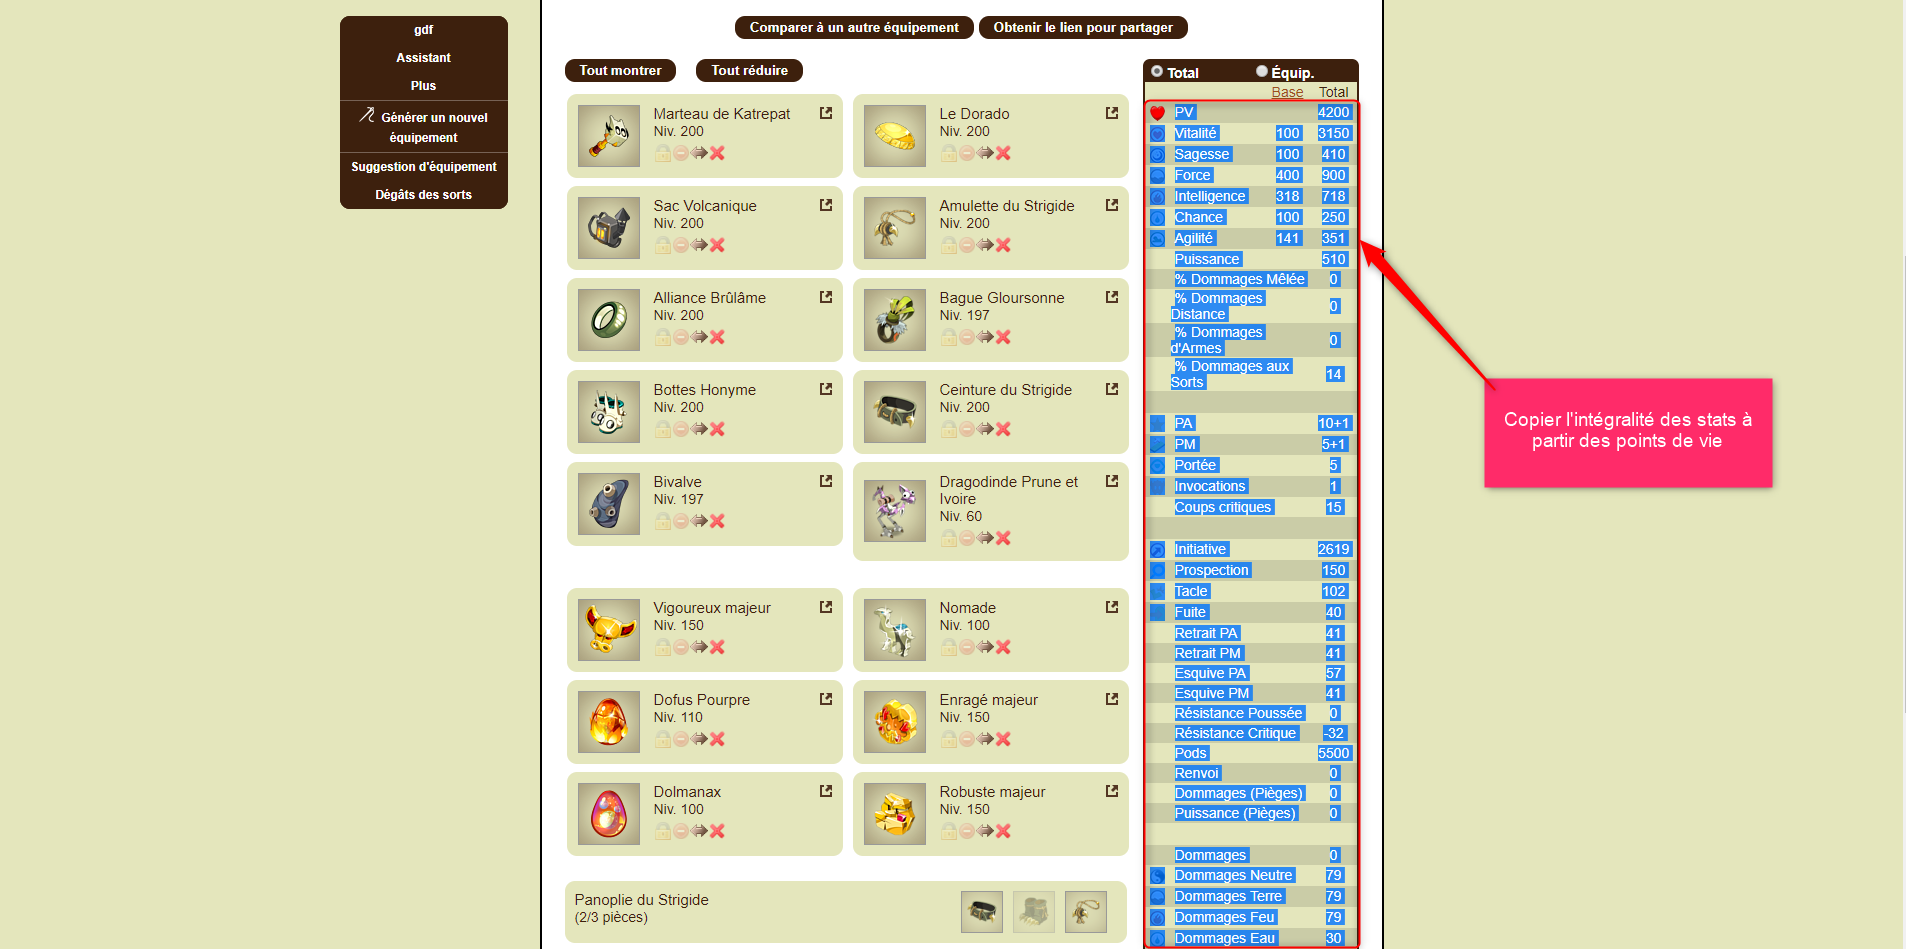 gdf
Assistant
Plus
Générer un nouvel
équipement
Suggestion d'équipement
Dégâts des sorts
Comparer à un autre équipement
Obtenir le lien pour partager
Tout montrer
Tout réduire
Marteau de Katrepat
Niv. 200
Le Dorado
Niv. 200
Sac Volcanique
Niv. 200
Amulette du Strigide
Niv. 200
Alliance Brûlâme
Niv. 200
Bague Gloursonne
Niv. 197
Bottes Honyme
Niv. 200
Ceinture du Strigide
Niv. 200
Bivalve
Niv. 197
Dragodinde Prune et
Ivoire
Niv. 60
Vigoureux majeur
Niv. 150
Nomade
Niv. 100
Dofus Pourpre
Niv. 110
Enragé majeur
Niv. 150
Dolmanax
Niv. 100
Robuste majeur
Niv. 150
Panoplie du Strigide
(2/3 pièces)
Total Équip.
Base Total
PV 4200
Vitalité 100 3150
Sagesse 100 410
Force 400 900
Intelligence 318 718
Chance 100 250
Agilité 141 351
Puissance 510
% Dommages Mêlée 0
% Dommages
Distance 0
% Dommages
d'Armes 0
% Dommages aux
Sorts 14
PA 10+1
PM 5+1
Portée 5
Invocations 1
Coups critiques 15
Initiative 2619
Prospection 150
Tacle 102
Fuite 40
Retrait PA 41
Retrait PM 41
Esquive PA 57
Esquive PM 41
Résistance Poussée 0
Résistance Critique -32
Pods 5500
Renvoi 0
Dommages (Pièges) 0
Puissance (Pièges) 0
Dommages 0
Dommages Neutre 79
Dommages Terre 79
Dommages Feu 79
Dommages Eau 30
Copier l'intégralité des stats à
partir des points de vie